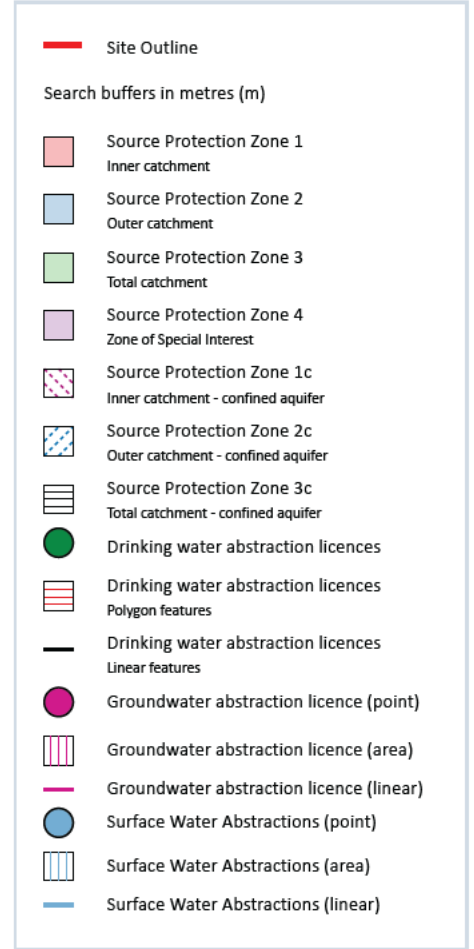 Site Outline
Search buffers in metres (m)
Source Protection Zone 1
Inner catchment
Source Protection Zone 2
Outer catchment
Source Protection Zone 3
Total catchment
Source Protection Zone 4
Zone of Special Interest
Source Protection Zone 1c
Inner catchment - confined aquifer
Source Protection Zone 2c
Outer catchment - confined aquifer
Source Protection Zone 3c
Total catchment - confined aquifer
Drinking water abstraction licences
Drinking water abstraction licences
Polygon features
Drinking water abstraction licences
Linear features
Groundwater abstraction licence (point)
Groundwater abstraction licence (area)
Groundwater abstraction licence (linear)
Surface Water Abstractions (point)
Surface Water Abstractions (area)
Surface Water Abstractions (linear)